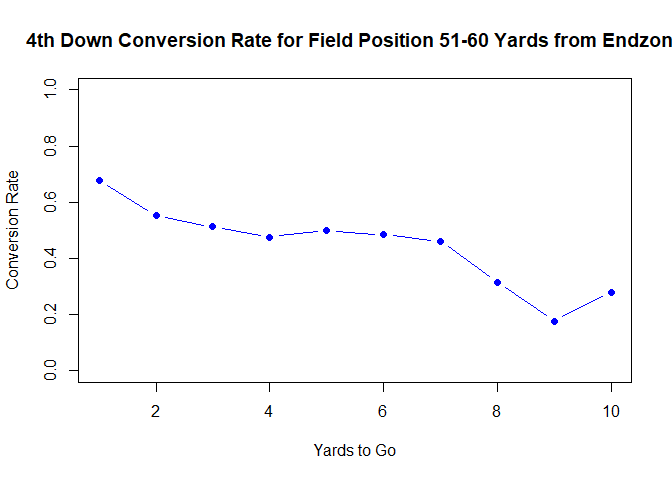 4th Down Conversion Rate for Field Position 51-60 Yards from Endzon
1.0
0.8
0.6
0.4
0.2
0.0
Conversion Rate
2 4 6 8 10
Yards to Go